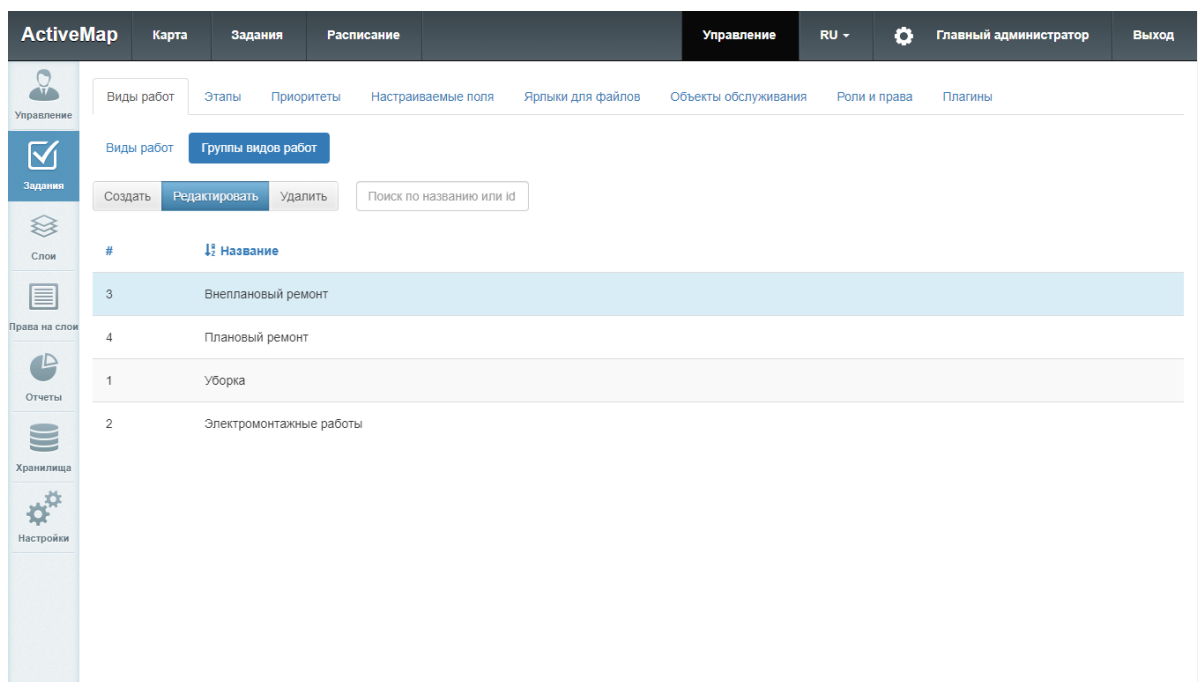 ActiveMap Карта Задания Расписание Управление RU Главный администратор Выход
Управление
Задания
Слои
Права на слои
Отчеты
Хранилища
Настройки
Виды работ Этапы Приоритеты Настраиваемые поля Ярлыки для файлов Объекты обслуживания Роли и права Плагины
Виды работ Группы видов работ
Создать Редактировать Удалить Поиск по названию или id
# Название
3 Внеплановый ремонт
4 Плановый ремонт
1 Уборка
2 Электромонтажные работы